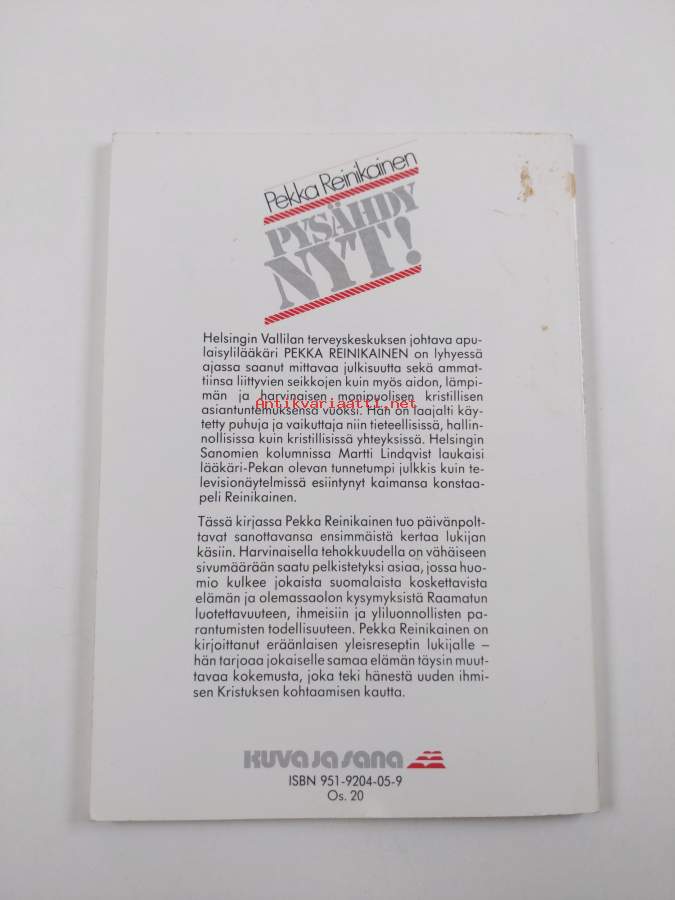 Pekka Reinikainen
PYSÄHDY
NYT!
Helsingin Vallilan terveyskeskuksen johtava apu-
laisylilääkäri PEKKA REINIKAINEN on lyhyessä
ajassa saanut mittavaa julkisuutta sekä ammat-
tiinsa liittyvien seikkojen kuin myös aidon, lämpi-
män ja harvinaisen monipuolisen kristillisen
Antikvariaatti.net
asiantuntemuksensa vuoksi. Hän on laajalti käy-
tetty puhuja ja vaikuttaja niin tieteellisissä, hallin-
nollisissa kuin kristillisissä yhteyksissä. Helsingin
Sanomien kolumnissa Martti Lindqvist laukaisi
lääkäri-Pekan olevan tunnetumpi julkkis kuin te-
levisionäytelmissä esiintynyt kaimansa konstaa-
peli Reinikainen.
Tässä kirjassa Pekka Reinikainen tuo päivänpolt-
tavat sanottavansa ensimmäistä kertaa lukijan
käsiin. Harvinaisella tehokkuudella on vähäiseen
sivumäärään saatu pelkistetyksi asiaa, jossa huo-
mio kulkee jokaista suomalaista koskettavista
elämän ja olemassaolon kysymyksistä Raamatun
luotettavuuteen, ihmeisiin ja yliluonnollisten pa-
rantumisten todellisuuteen. Pekka Reinikainen on
kirjoittanut eräänlaisen yleisreseptin lukijalle –
hän tarjoaa jokaiselle samaa elämän täysin muut-
tavaa kokemusta, joka teki hänestä uuden ihmi-
sen Kristuksen kohtaamisen kautta.
KUVA JA SANA
ISBN 951-9204-05-9
Os. 20